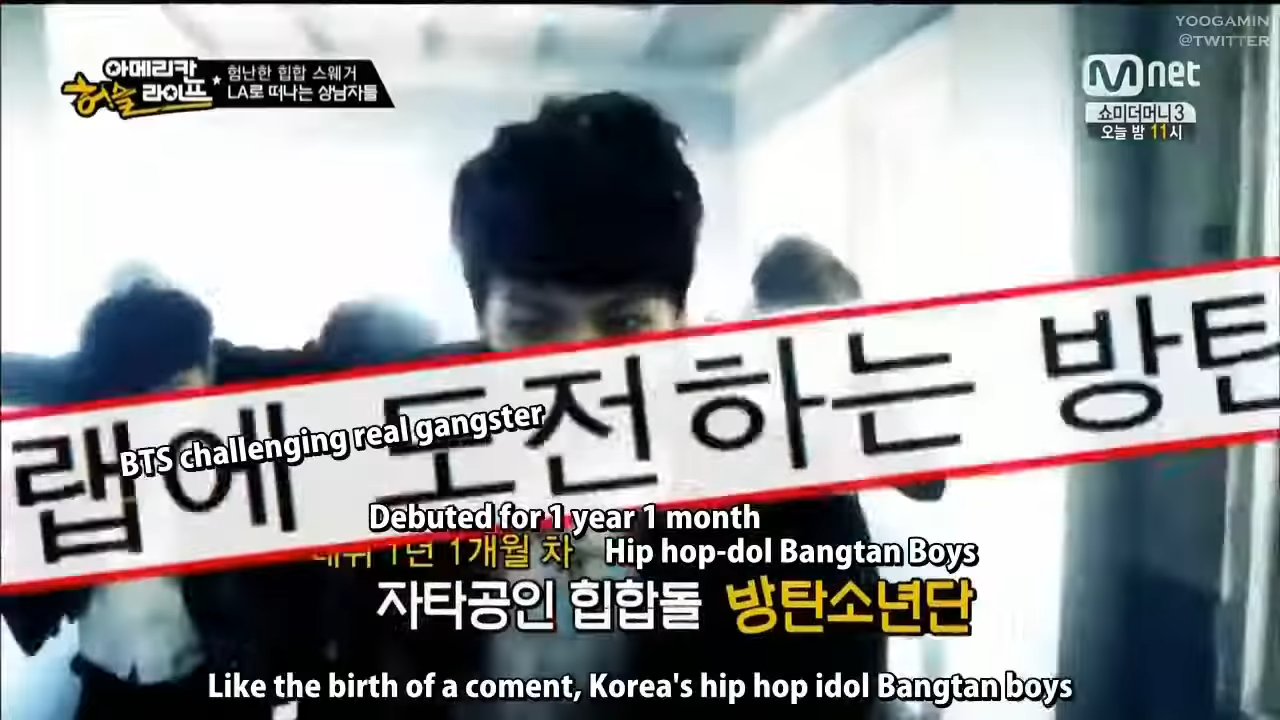 YOOGAMIN
@TWITTER
아메리칸
허슬 라이프
★ 험난한 힙합 스웨거
LA로 떠나는 상남자들
Mnet
쇼미더머니3
오늘 밤 11시
랩에 도전하는 방탄
BTS challenging real gangster
Debuted for 1 year 1 month
1년 1개월 차
Hip hop-dol Bangtan Boys
자타공인 힙합돌 방탄소년단
Like the birth of a coment, Korea's hip hop idol Bangtan boys